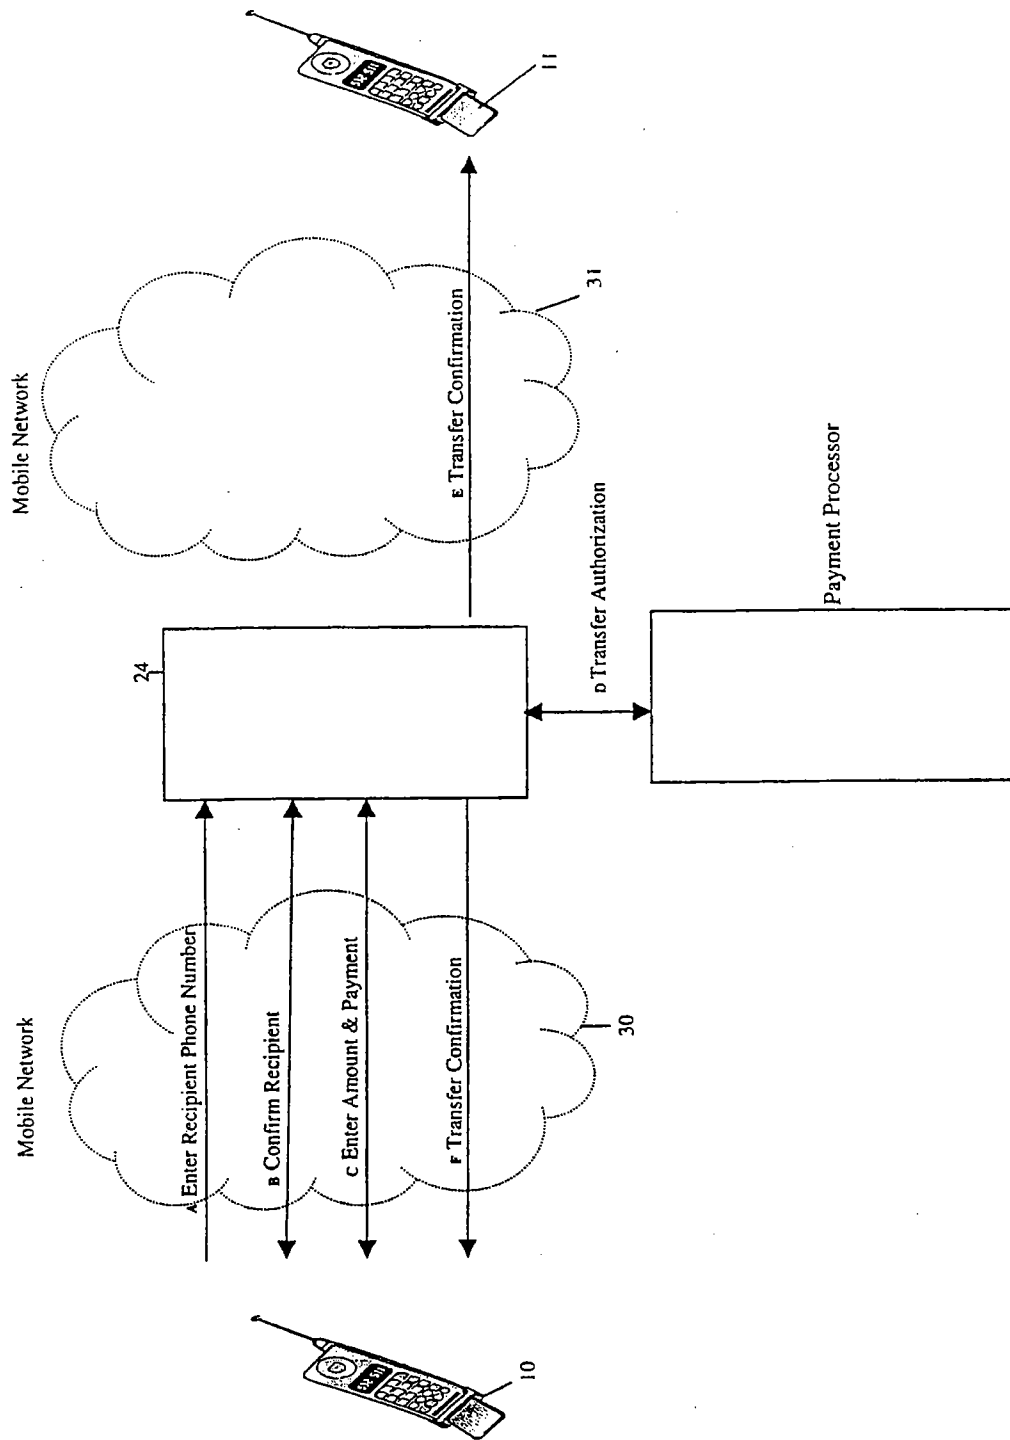 Mobile Network
Mobile Network
24
A Enter Recipient Phone Number
B Confirm Recipient
C Enter Amount & Payment
F Transfer Confirmation
E Transfer Confirmation
30
31
10
11
D Transfer Authorization
Payment Processor